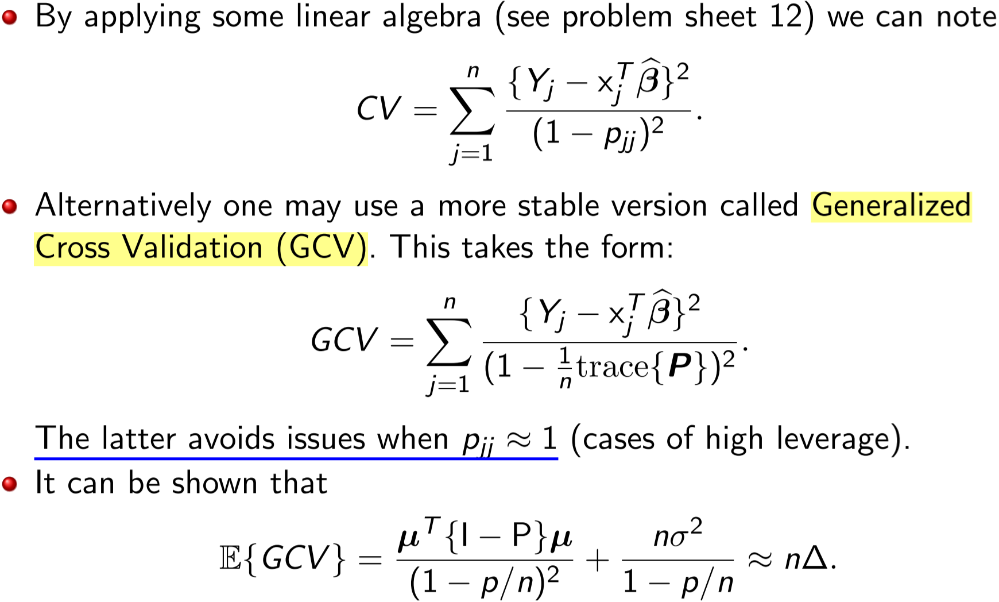 • By applying some linear algebra (see problem sheet 12) we can note
$CV = \sum_{j=1}^{n} \frac{\{Y_j - \mathsf{x}_j^T \widehat{\boldsymbol{\beta}}\}^2}{(1 - p_{jj})^2}.$
• Alternatively one may use a more stable version called Generalized
Cross Validation (GCV). This takes the form:
$GCV = \sum_{j=1}^{n} \frac{\{Y_j - \mathsf{x}_j^T \widehat{\boldsymbol{\beta}}\}^2}{(1 - \frac{1}{n}\mathrm{trace}\{\boldsymbol{P}\})^2}.$
The latter avoids issues when $p_{jj} \approx 1$ (cases of high leverage).
• It can be shown that
$\mathbb{E}\{GCV\} = \frac{\boldsymbol{\mu}^T\{\mathsf{I} - \mathsf{P}\}\boldsymbol{\mu}}{(1 - p/n)^2} + \frac{n\sigma^2}{1 - p/n} \approx n\Delta.$